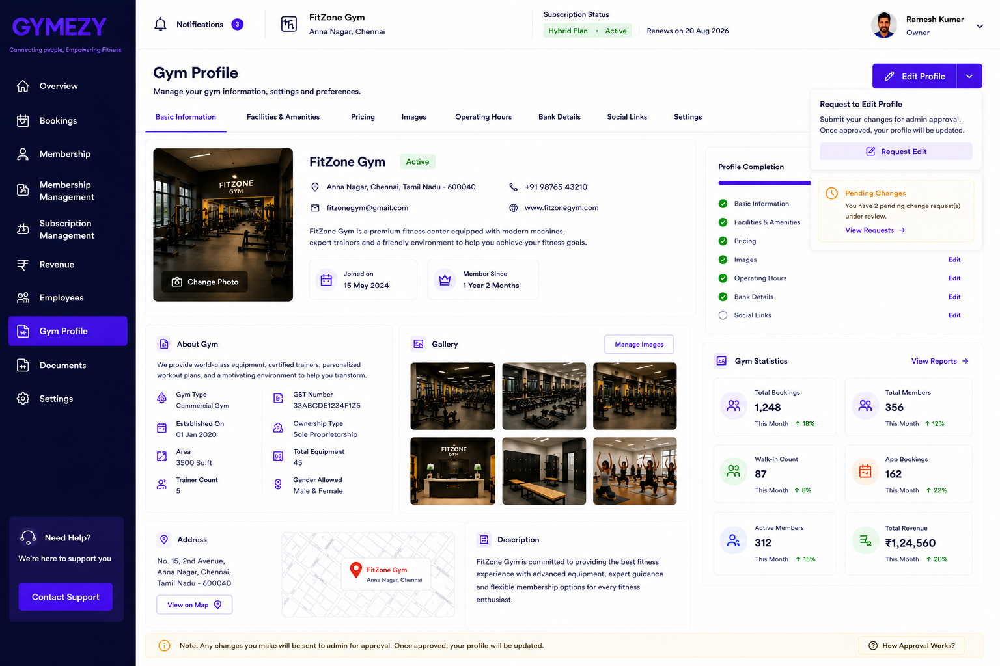 GYMEZY
Connecting people, Empowering Fitness
Overview
Bookings
Membership
Membership
Management
Subscription
Management
Revenue
Employees
Gym Profile
Documents
Settings
Need Help?
We're here to support you
Contact Support
Notifications 3
FitZone Gym
Anna Nagar, Chennai
Subscription Status
Hybrid Plan • Active Renews on 20 Aug 2026
Ramesh Kumar
Owner
Gym Profile
Manage your gym information, settings and preferences.
Edit Profile
Basic Information Facilities & Amenities Pricing Images Operating Hours Bank Details Social Links Settings
Request to Edit Profile
Submit your changes for admin approval.
Once approved, your profile will be updated.
Request Edit
Pending Changes
You have 2 pending change request(s)
under review.
View Requests →
FITZONE
GYM
Change Photo
FitZone Gym Active
Anna Nagar, Chennai, Tamil Nadu - 600040 +91 98765 43210
fitzonegym@gmail.com www.fitzonegym.com
FitZone Gym is a premium fitness center equipped with modern machines,
expert trainers and a friendly environment to help you achieve your fitness goals.
Joined on
15 May 2024
Member Since
1 Year 2 Months
Profile Completion
Basic Information
Facilities & Amenities
Pricing
Images Edit
Operating Hours Edit
Bank Details Edit
Social Links Edit
About Gym
We provide world-class equipment, certified trainers, personalized
workout plans, and a motivating environment to help you transform.
Gym Type
Commercial Gym
Established On
01 Jan 2020
Area
3500 Sq.ft
Trainer Count
5
GST Number
33ABCDE1234F1Z5
Ownership Type
Sole Proprietorship
Total Equipment
45
Gender Allowed
Male & Female
Gallery
Manage Images
FITZONE
GYM
Gym Statistics View Reports →
Total Bookings
1,248
This Month ↑ 18%
Total Members
356
This Month ↑ 12%
Walk-in Count
87
This Month ↑ 8%
App Bookings
162
This Month ↑ 22%
Active Members
312
This Month ↑ 15%
Total Revenue
₹1,24,560
This Month ↑ 20%
Address
No. 15, 2nd Avenue,
Anna Nagar, Chennai,
Tamil Nadu - 600040
View on Map
FitZone Gym
Anna Nagar, Chennai
Description
FitZone Gym is committed to providing the best fitness
experience with advanced equipment, expert guidance
and flexible membership options for every fitness
enthusiast.
Note: Any changes you make will be sent to admin for approval. Once approved, your profile will be updated.
How Approval Works?